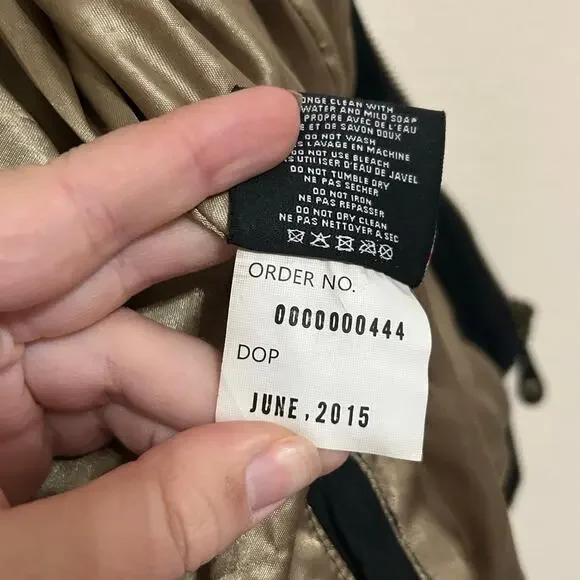 CLEAN WITH
WATER AND MILD SOAP
PROPRE AVEC DE L'EAU
E ET DE SAVON DOUX
DO NOT WASH
LAVAGE EN MACHINE
DO NOT USE BLEACH
UTILISER D'EAU DE JAVEL
DO NOT TUMBLE DRY
NE PAS SECHER
DO NOT IRON
NE PAS REPASSER
DO NOT DRY CLEAN
NE PAS NETTOYER A SEC
ORDER NO.
0000000444
DOP
JUNE, 2015